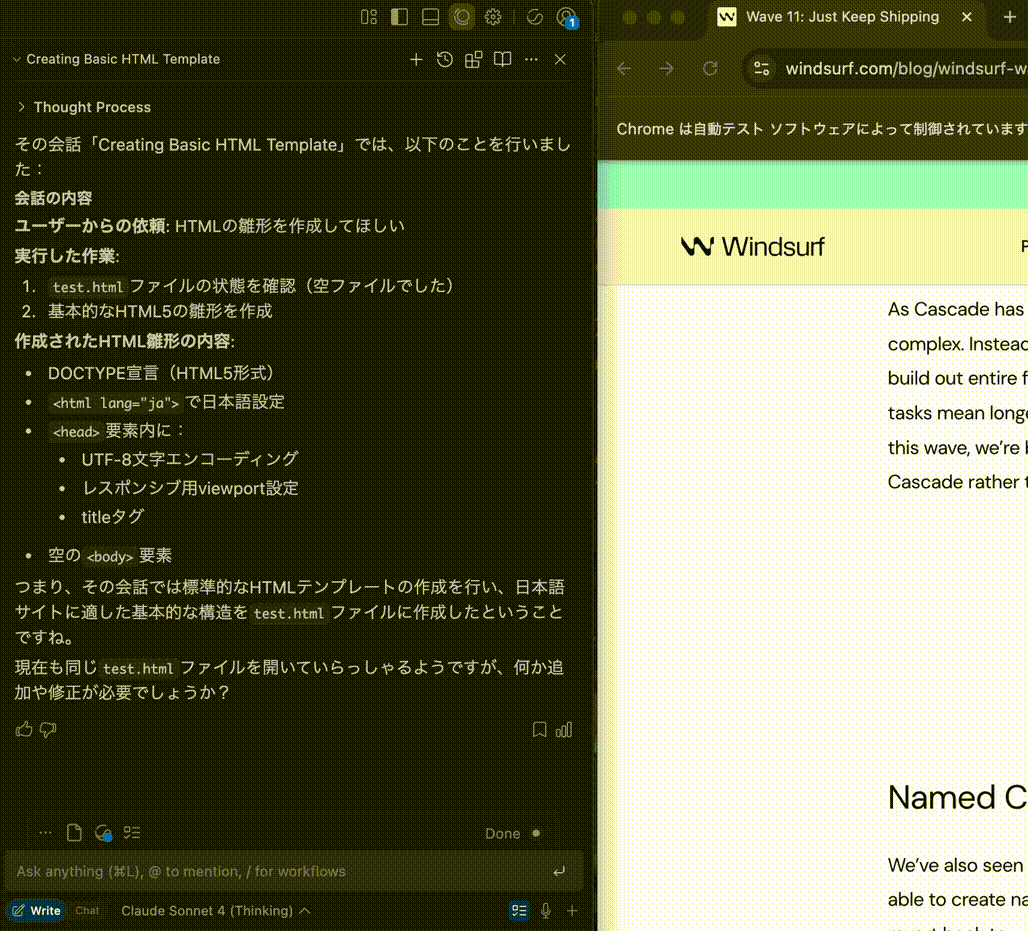 Creating Basic HTML Template
Thought Process
その会話「Creating Basic HTML Template」では、以下のことを行いまし
た：
会話の内容
ユーザーからの依頼: HTMLの雛形を作成してほしい
実行した作業:
1. test.html ファイルの状態を確認（空ファイルでした）
2. 基本的なHTML5の雛形を作成
作成されたHTML雛形の内容:
• DOCTYPE宣言（HTML5形式）
• <html lang="ja"> で日本語設定
• <head> 要素内に：
• UTF-8文字エンコーディング
• レスポンシブ用viewport設定
• titleタグ
• 空の <body> 要素
つまり、その会話では標準的なHTMLテンプレートの作成を行い、日本語
サイトに適した基本的な構造を test.html ファイルに作成したということ
ですね。
現在も同じ test.html ファイルを開いていらっしゃるようですが、何か追
加や修正が必要でしょうか？
Done
Ask anything (⌘L), @ to mention, / for workflows
Write Chat Claude Sonnet 4 (Thinking)
1
Wave 11: Just Keep Shipping
windsurf.com/blog/windsurf-w
Chrome は自動テスト ソフトウェアによって制御されています
Windsurf
As Cascade has
complex. Instead
build out entire f
tasks mean longe
this wave, we're b
Cascade rather t
Named C
We've also seen
able to create na